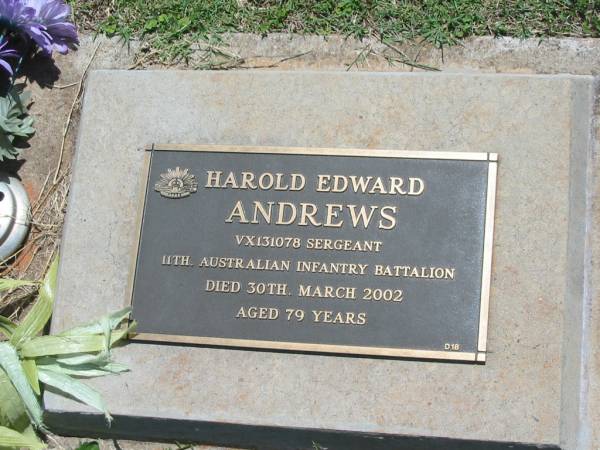 HAROLD EDWARD
ANDREWS
VX131078 SERGEANT
11TH. AUSTRALIAN INFANTRY BATTALION
DIED 30TH. MARCH 2002
AGED 79 YEARS
D18